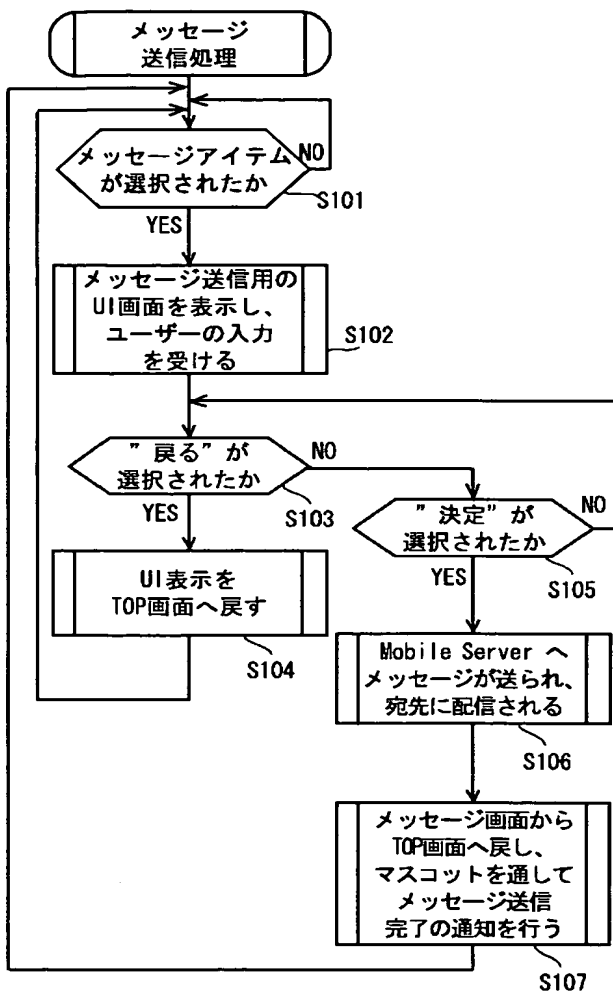 メッセージ
送信処理
メッセージアイテム
が選択されたか
NO
S101
YES
メッセージ送信用の
UI画面を表示し、
ユーザーの入力
を受ける
S102
”戻る”が
選択されたか
NO
S103
YES
UI表示を
TOP画面へ戻す
S104
”決定”が
選択されたか
NO
S105
YES
Mobile Server へ
メッセージが送られ、
宛先に配信される
S106
メッセージ画面から
TOP画面へ戻し、
マスコットを通して
メッセージ送信
完了の通知を行う
S107